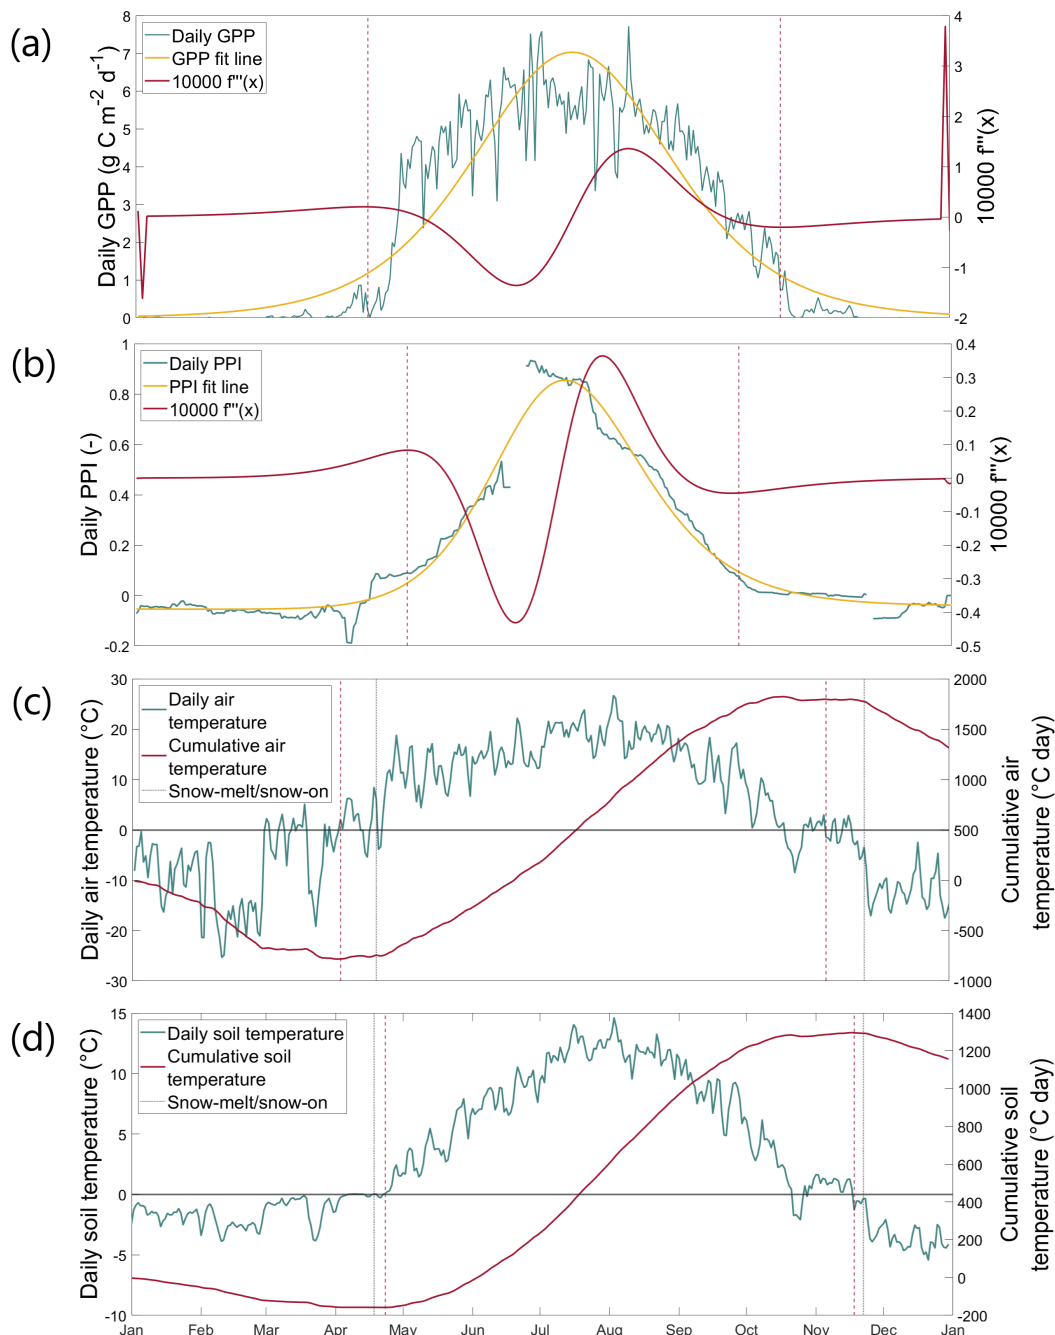 (a)
8
7
6
5
4
3
2
1
0
Daily GPP (g C m-2 d-1)
Daily GPP
GPP fit line
10000 f'''(x)
4
3
2
1
0
-1
-2
10000 f'''(x)
(b)
1
0.8
0.6
0.4
0.2
0
-0.2
Daily PPI (-)
Daily PPI
PPI fit line
10000 f'''(x)
0.4
0.3
0.2
0.1
0
-0.1
-0.2
-0.3
-0.4
-0.5
10000 f'''(x)
(c)
30
20
10
0
-10
-20
-30
Daily air temperature (°C)
Daily air
temperature
Cumulative air
temperature
Snow-melt/snow-on
2000
1500
1000
500
0
-500
-1000
Cumulative air
temperature (°C day)
(d)
15
10
5
0
-5
-10
Daily soil temperature (°C)
Daily soil temperature
Cumulative soil
temperature
Snow-melt/snow-on
1400
1200
1000
800
600
400
200
0
-200
Cumulative soil
temperature (°C day)
Jan Feb Mar Apr May Jun Jul Aug Sep Oct Nov Dec Jan